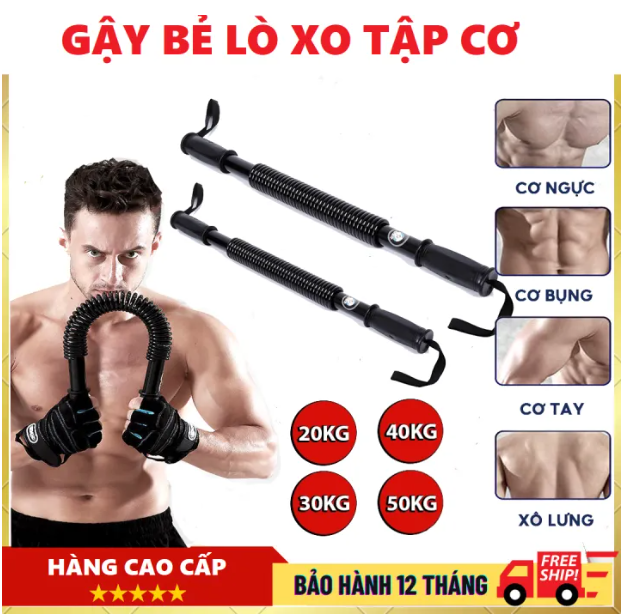 GẬY BẺ LÒ XO TẬP CƠ
CƠ NGỰC
CƠ BỤNG
CƠ TAY
XÔ LƯNG
20KG
40KG
30KG
50KG
HÀNG CAO CẤP
BẢO HÀNH 12 THÁNG
FREE
SHIP!